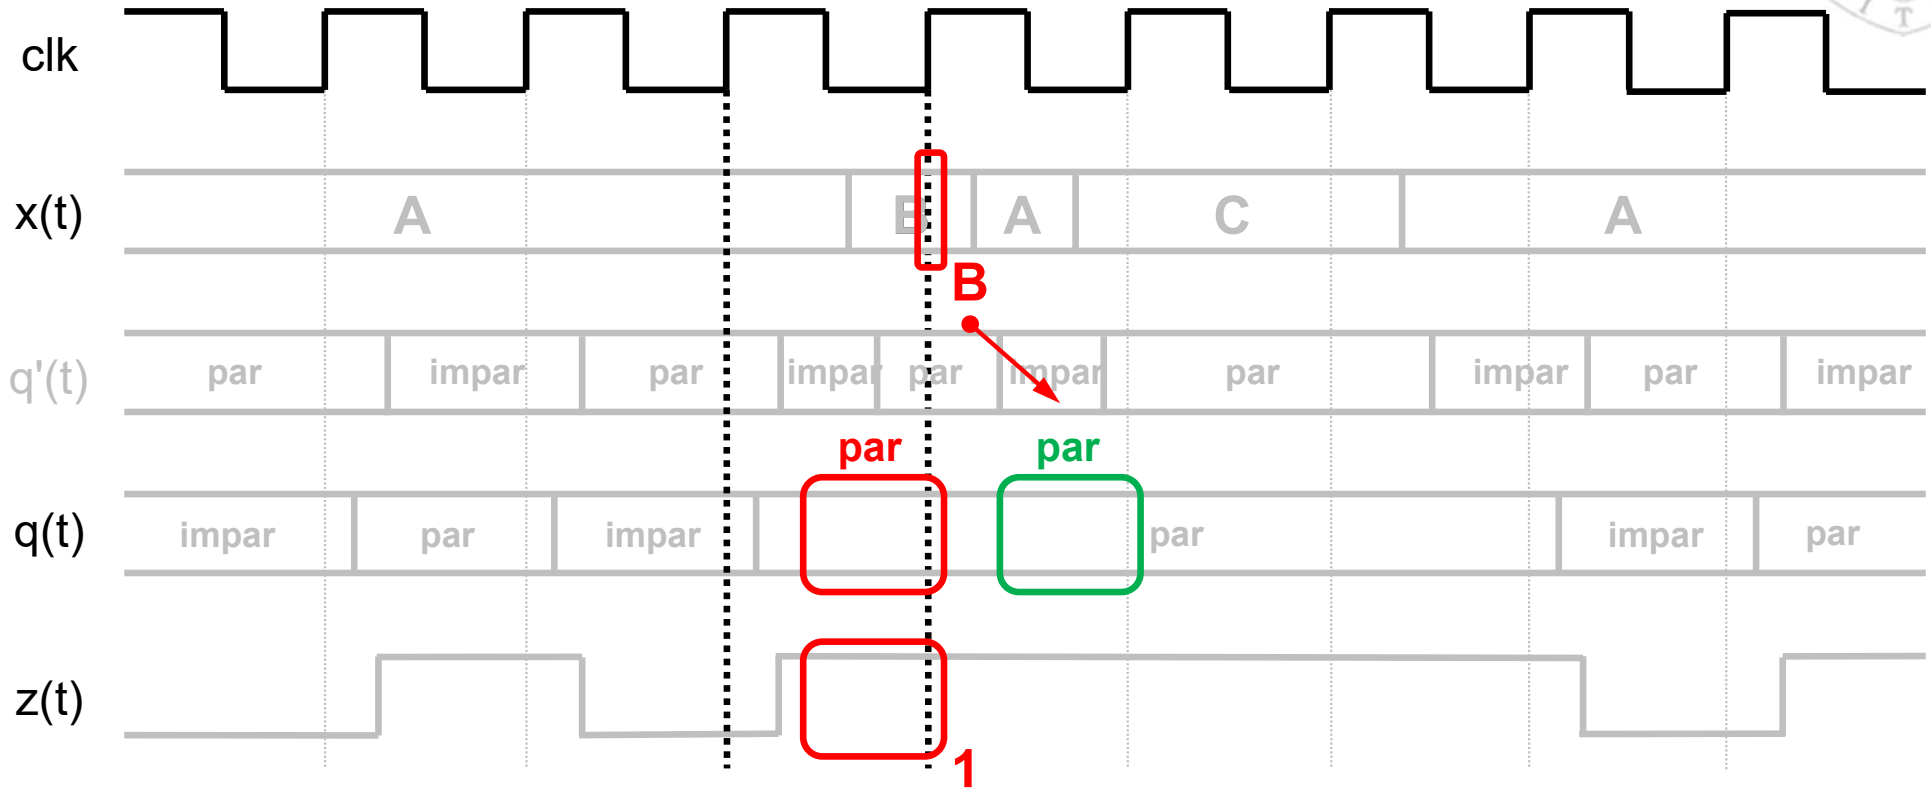 clk
x(t) A B A C A
B
q'(t) par impar par impar par impar par impar par impar
par par
q(t) impar par impar par impar par
z(t)
1
I T